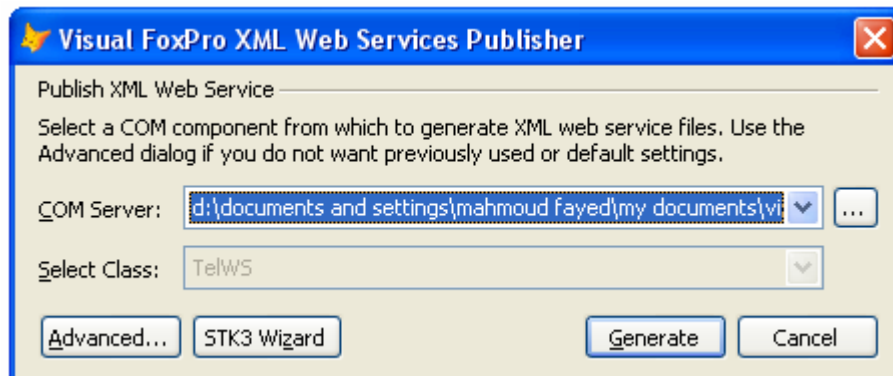 Visual FoxPro XML Web Services Publisher
Publish XML Web Service
Select a COM component from which to generate XML web service files. Use the
Advanced dialog if you do not want previously used or default settings.
COM Server: d:\documents and settings\mahmoud fayed\my documents\vi ...
Select Class: TelWS
Advanced... STK3 Wizard Generate Cancel